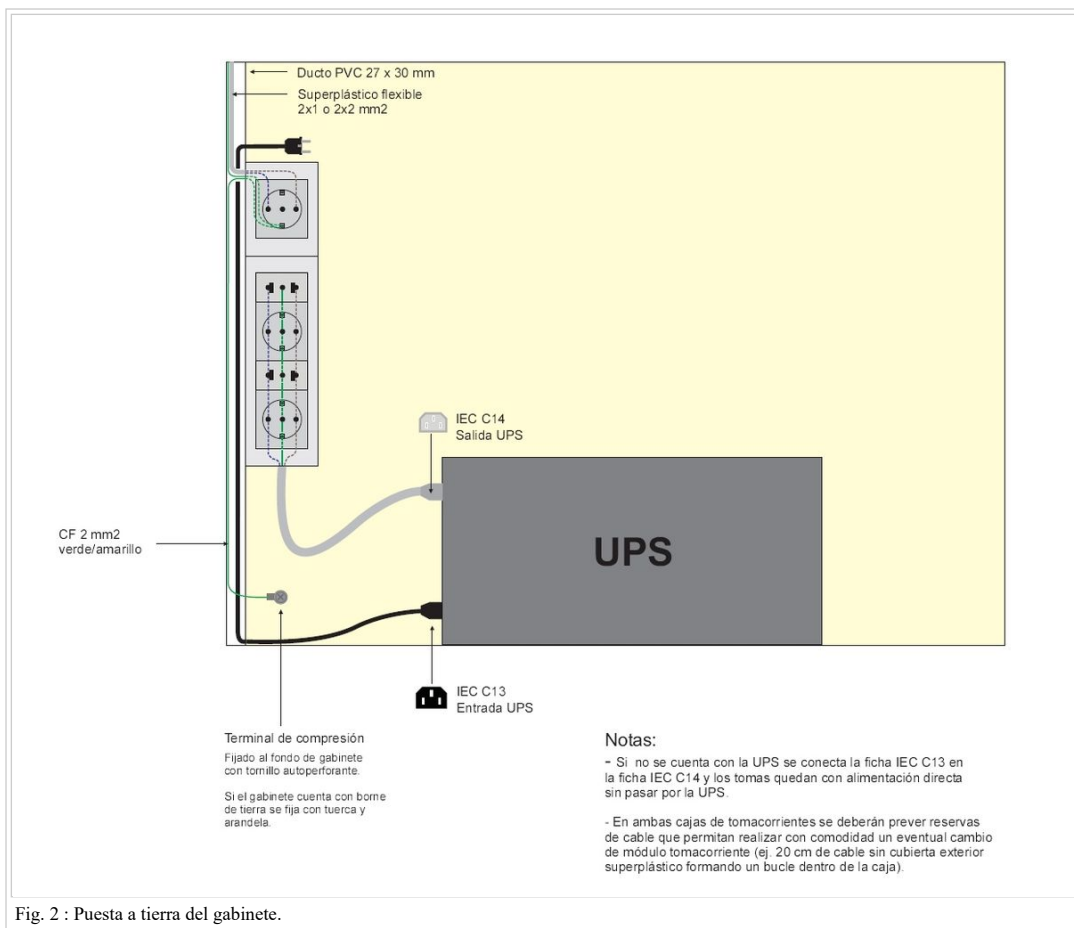 Ducto PVC 27 x 30 mm
Superplástico flexible
2x1 o 2x2 mm2
IEC C14
Salida UPS
CF 2 mm2
verde/amarillo
UPS
IEC C13
Entrada UPS
Terminal de compresión
Fijado al fondo de gabinete
con tornillo autoperforante.
Si el gabinete cuenta con borne
de tierra se fija con tuerca y
arandela.
Notas:
- Si no se cuenta con la UPS se conecta la ficha IEC C13 en
la ficha IEC C14 y los tomas quedan con alimentación directa
sin pasar por la UPS.
- En ambas cajas de tomacorrientes se deberán prever reservas
de cable que permitan realizar con comodidad un eventual cambio
de módulo tomacorriente (ej. 20 cm de cable sin cubierta exterior
superplástico formando un bucle dentro de la caja).
Fig. 2 : Puesta a tierra del gabinete.